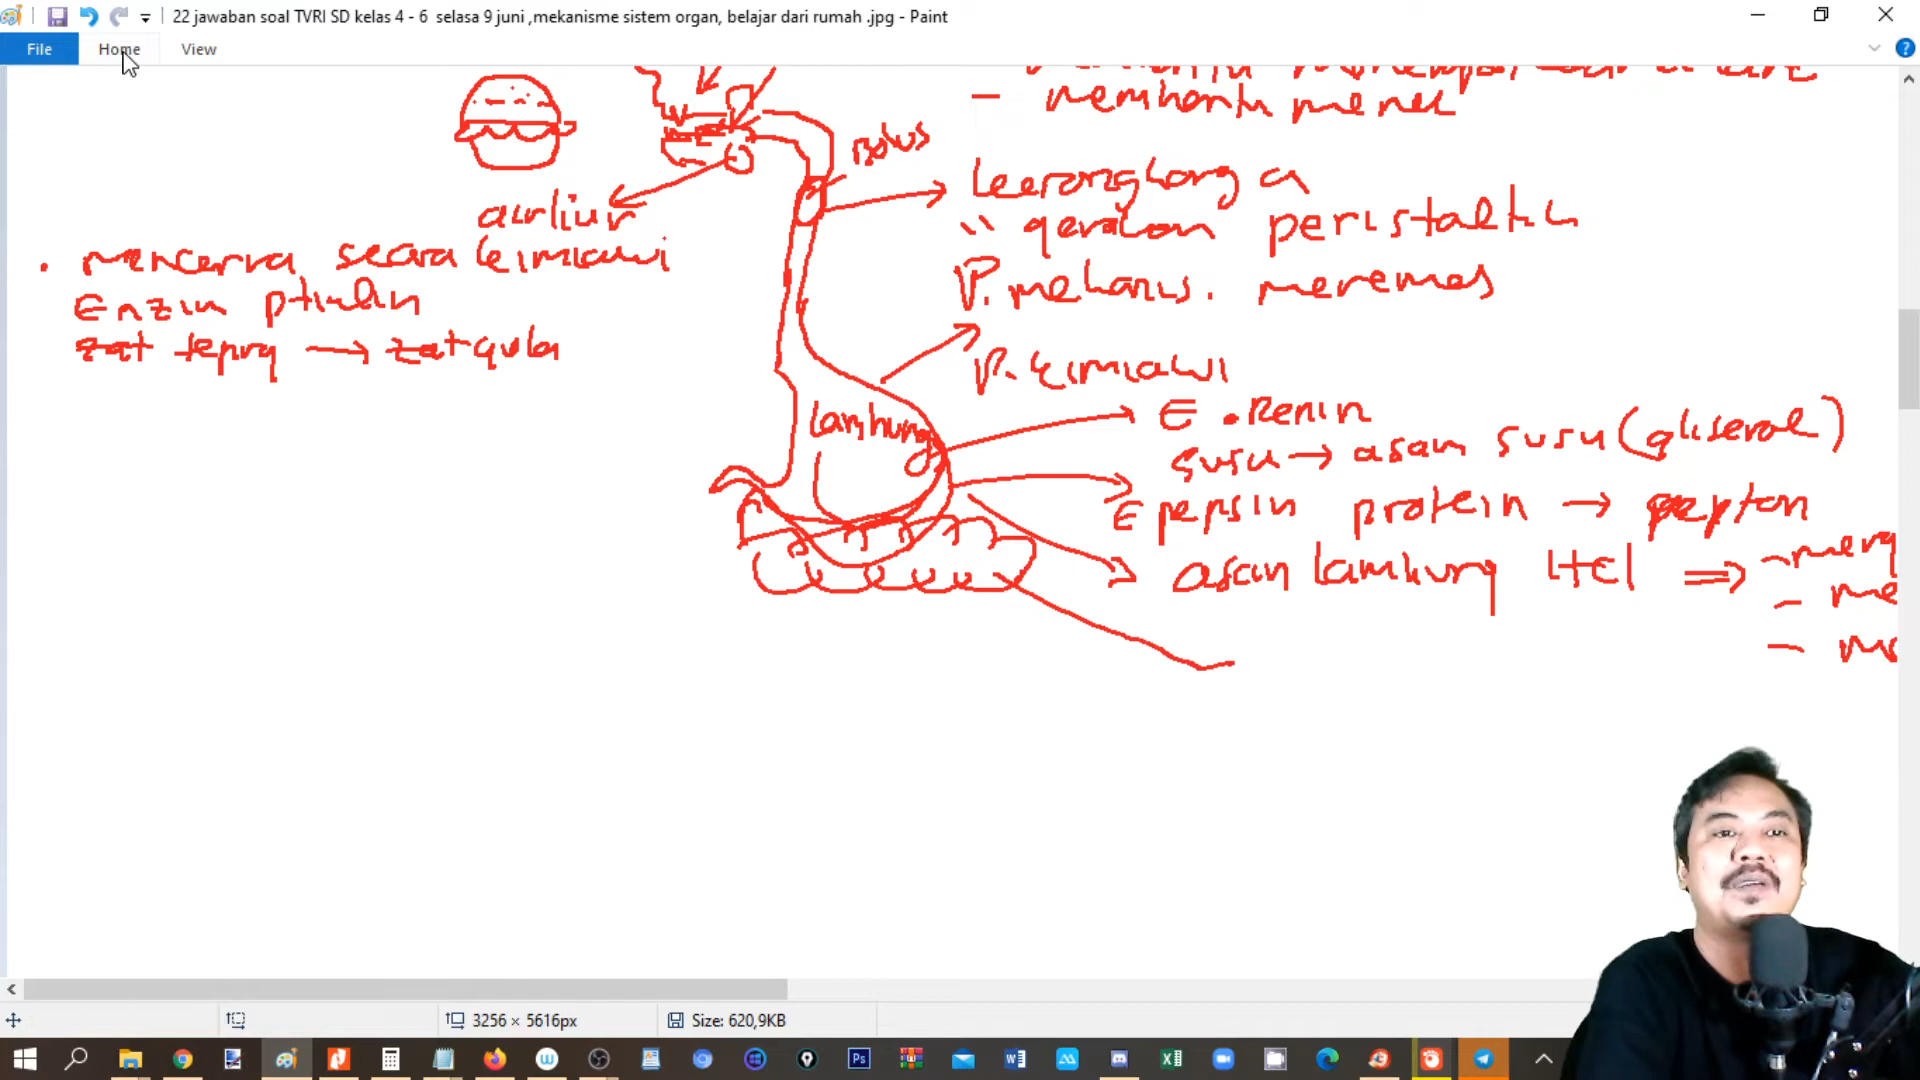 22 jawaban soal TVRI SD kelas 4 - 6 selasa 9 juni ,mekanisme sistem organ, belajar dari rumah .jpg - Paint
File Home View
- membantu menel
Bolus
kerongkongan
" gerakan peristaltik
air liur
• mencerna secara kimiawi
Enzim ptialin
zat tepung → zat gula
P. mekanis. meremas
P. kimiawi
lambung
E • Renin
susu → asam susu (gliserol)
E pepsin protein → pepton
asam lambung HCl ⇒
3256 × 5616px
Size: 620,9KB